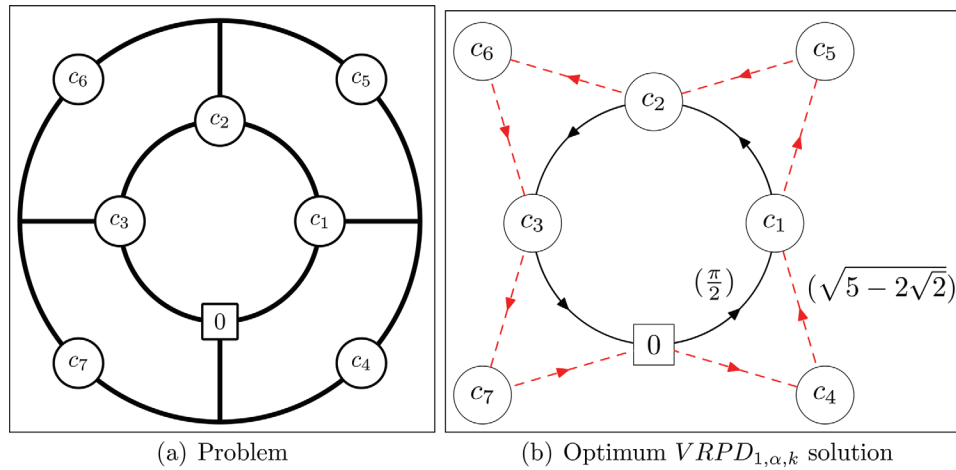 c₆
c₅
c₂
c₃
c₁
0
c₇
c₄
(a) Problem
c₆
c₅
c₂
c₃
c₁
(π/2)
(√(5 − 2√2))
0
c₇
c₄
(b) Optimum VRPD₁,α,k solution